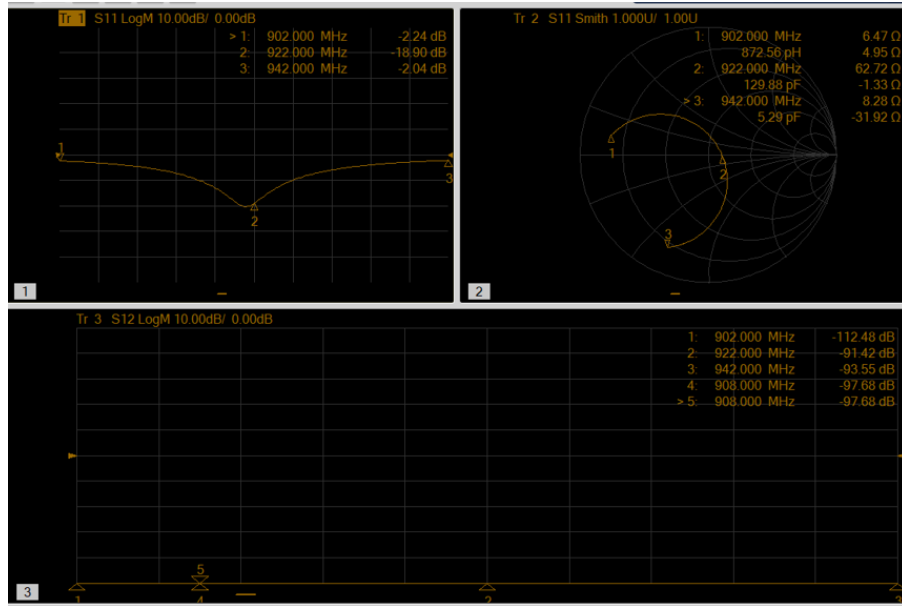 Tr 1 S11 LogM 10.00dB/ 0.00dB
> 1: 902.000 MHz -2.24 dB
2: 922.000 MHz -18.90 dB
3: 942.000 MHz -2.04 dB
1
2
3
1
Tr 2 S11 Smith 1.000U/ 1.00U
1: 902.000 MHz 6.47 Ω
872.56 pH 4.95 Ω
2: 922.000 MHz 62.72 Ω
129.88 pF -1.33 Ω
> 3: 942.000 MHz 8.28 Ω
5.29 pF -31.92 Ω
1
2
3
2
Tr 3 S12 LogM 10.00dB/ 0.00dB
1: 902.000 MHz -112.48 dB
2: 922.000 MHz -91.42 dB
3: 942.000 MHz -93.55 dB
4: 908.000 MHz -97.68 dB
> 5: 908.000 MHz -97.68 dB
5
1 4 2 3
3